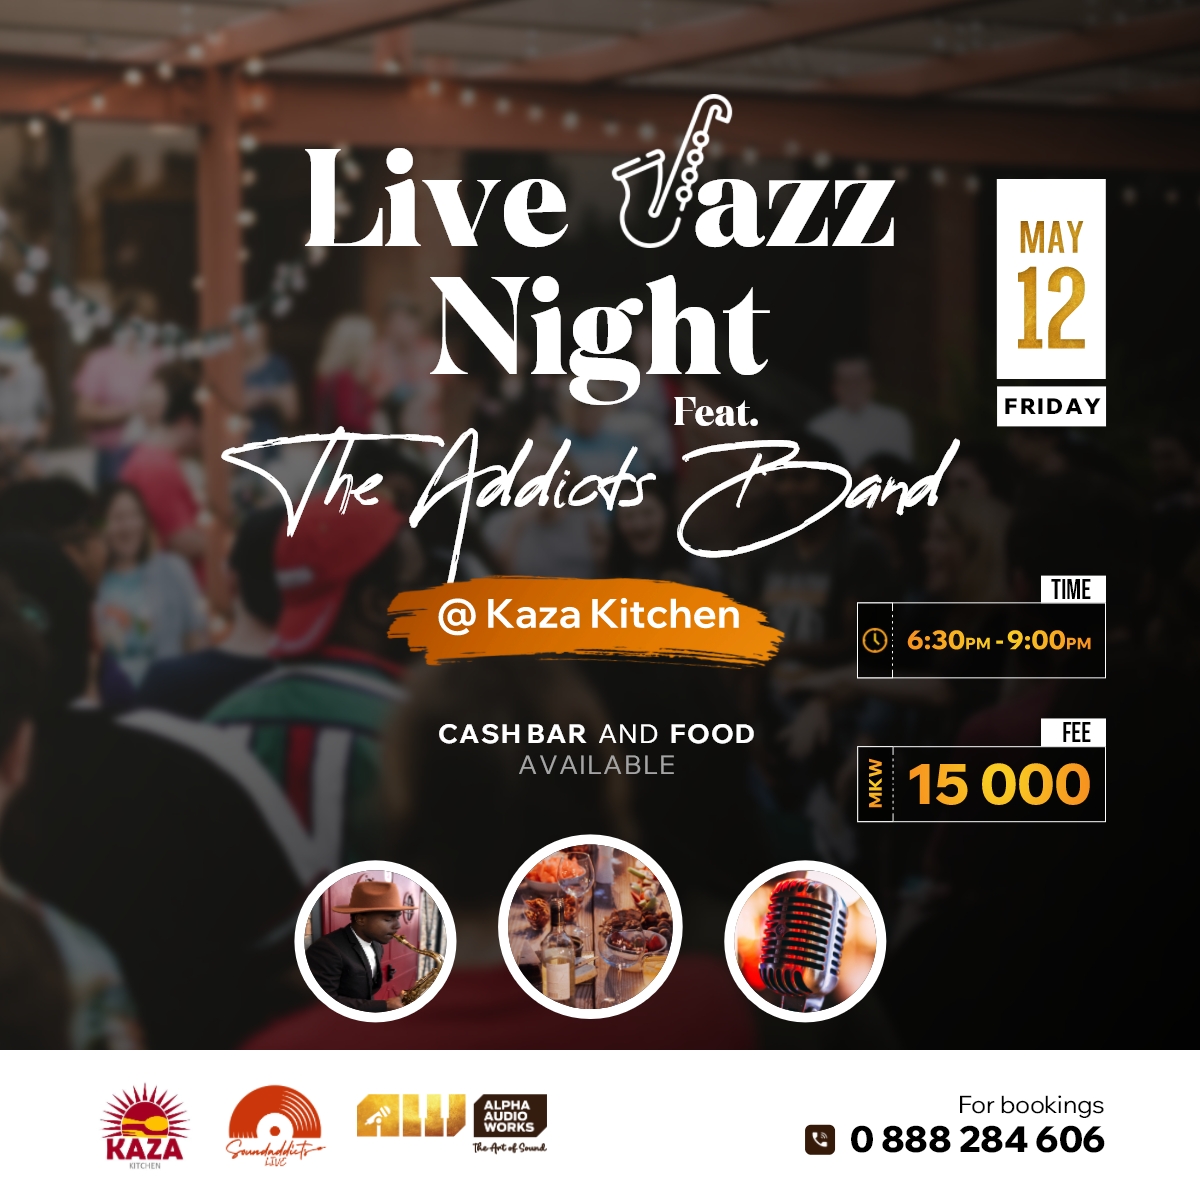 Live Jazz
Night
Feat.
The Addicts Band
@ Kaza Kitchen
CASH BAR AND FOOD
AVAILABLE
MAY
12
FRIDAY
TIME
6:30PM - 9:00PM
FEE
MKW
15 000
KAZA
KITCHEN
Soundaddicts
LIVE
AW
ALPHA
AUDIO
WORKS
The Art of Sound
For bookings
0 888 284 606